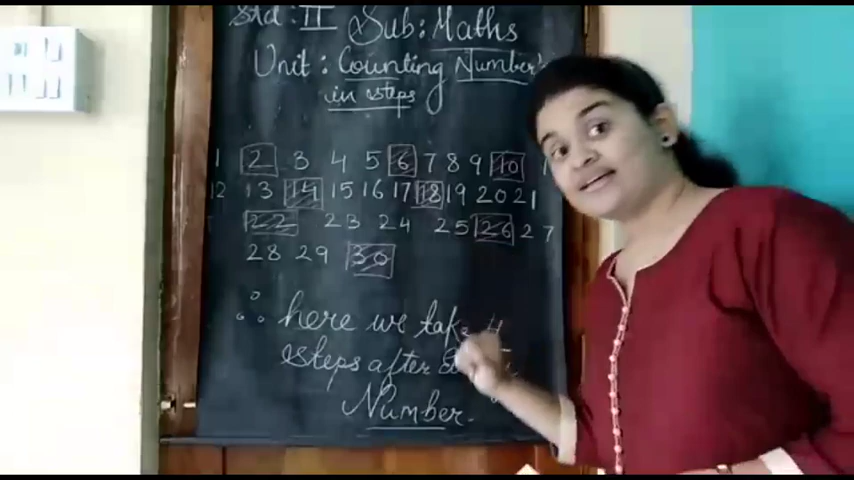 Std : II Sub : Maths
Unit : Counting Number's
in steps
1 2 3 4 5 6 7 8 9 10
12 13 14 15 16 17 18 19 20 21
22 23 24 25 26 27
28 29 30
∴ here we take 4
steps after
Number.